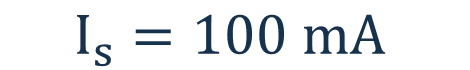 Iₛ = 100 mA